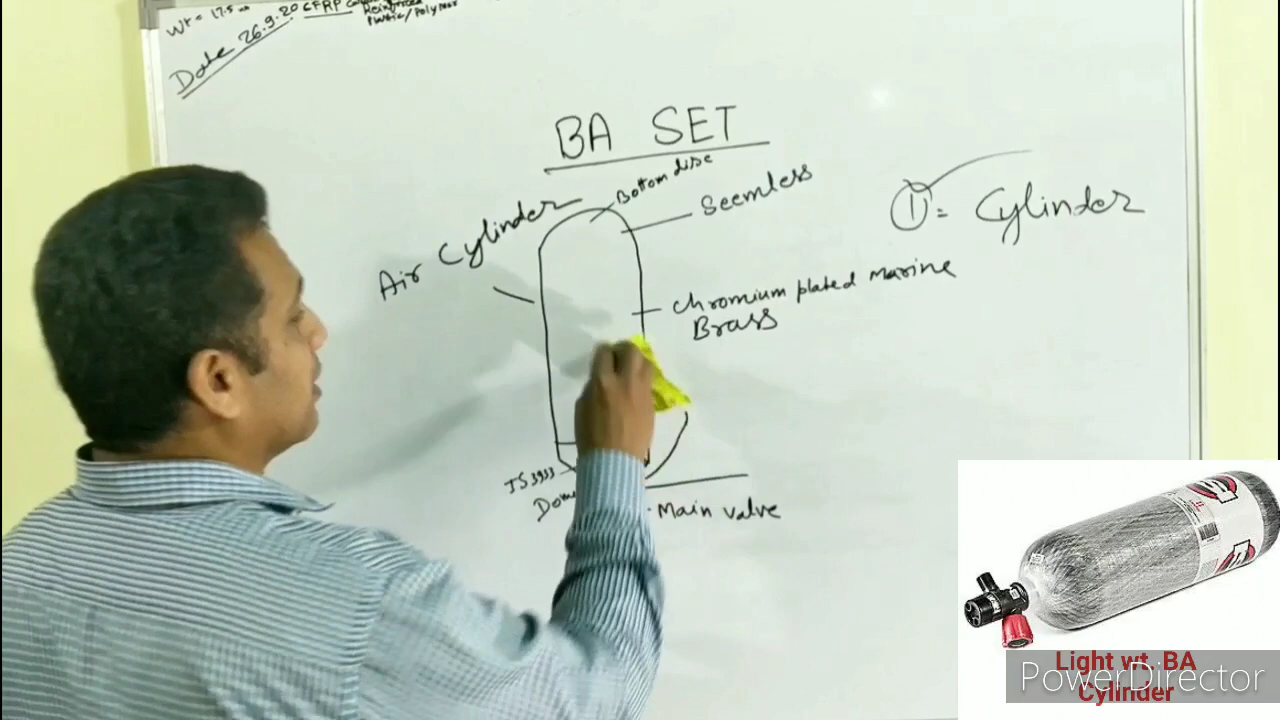 Wt = 17.5
Date 26.9.20
CFRP
Reinforced
Plastic/Polymer
BA SET
Bottom disc
Seemless
Air Cylinder
① = Cylinder
Chromium plated marine
Brass
IS 3933
Dome
Main valve
Light wt. BA
Cylinder
PowerDirector